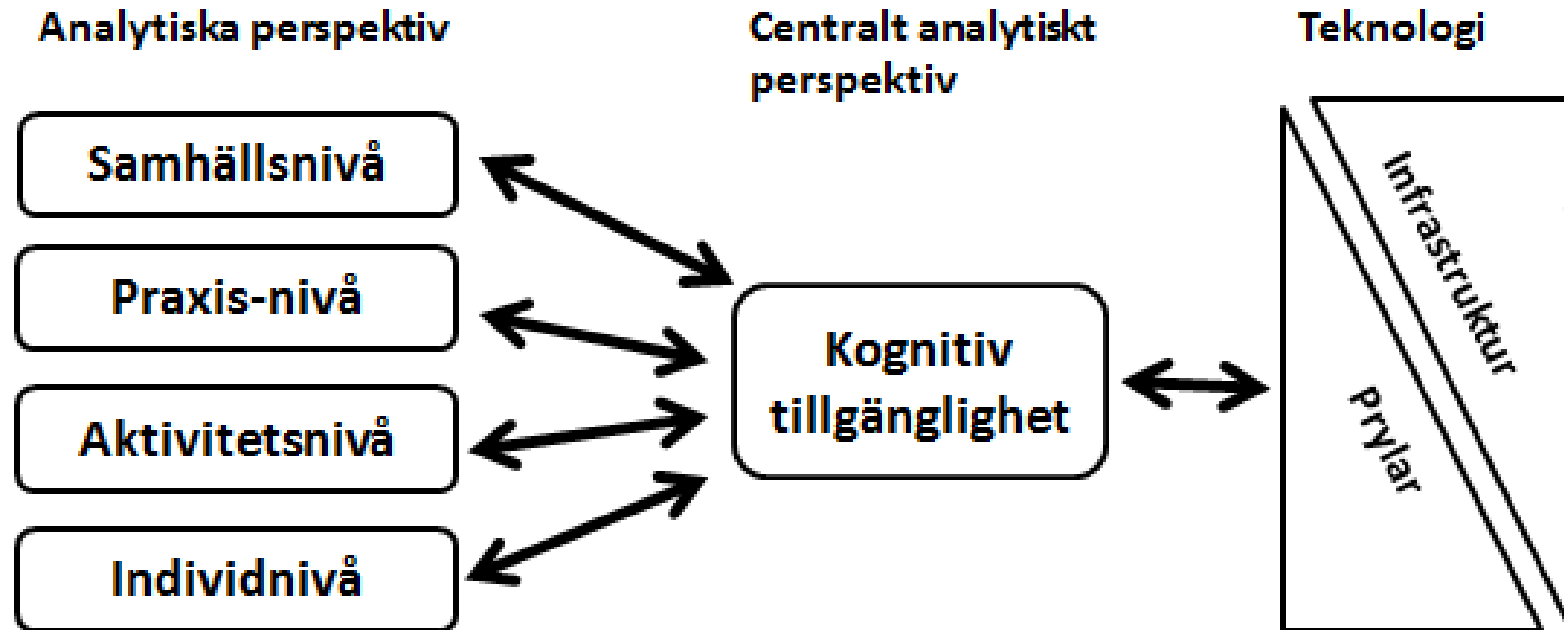 Analytiska perspektiv
Centralt analytiskt
perspektiv
Teknologi
Samhällsnivå
Praxis-nivå
Aktivitetsnivå
Individnivå
Kognitiv
tillgänglighet
Infrastruktur
Prylar